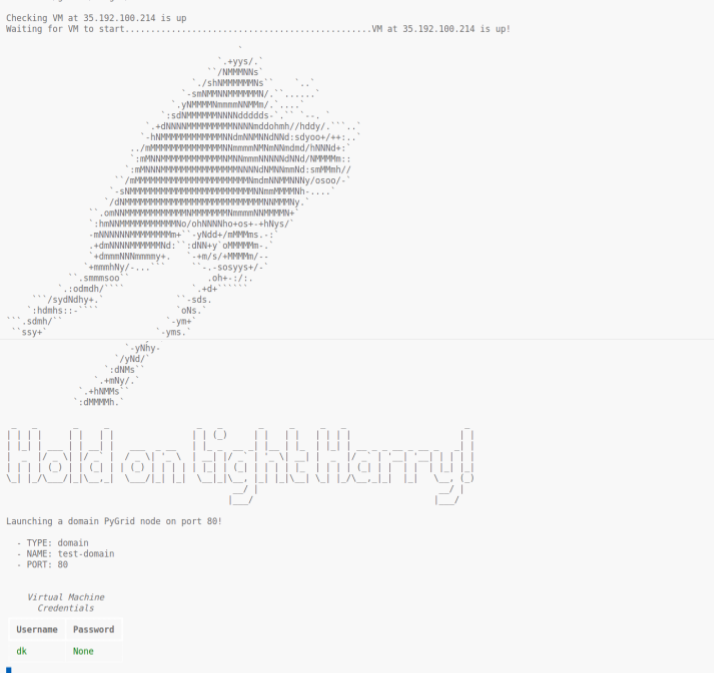 Checking VM at 35.192.100.214 is up
Waiting for VM to start...............................................VM at 35.192.100.214 is up!
Hold on tight Harry!
Launching a domain PyGrid node on port 80!
- TYPE: domain
- NAME: test-domain
- PORT: 80
Virtual Machine
Credentials
Username Password
dk None